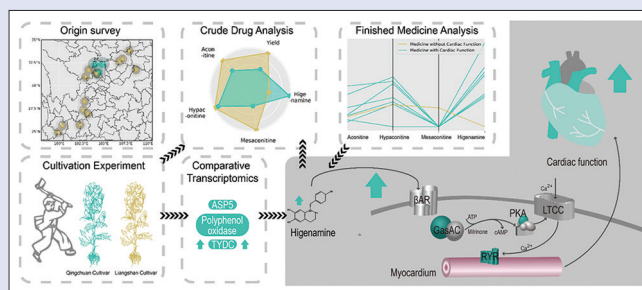 Origin survey
Crude Drug Analysis
Finished Medicine Analysis
Acon
-itine
Yield
Hige
-namine
Hypac
-onitine
Mesaconitine
Medicine without Cardiac Function
Medicine with Cardiac Function
Aconitine
Hypaconitine
Mesaconitine
Higenamine
Cultivation Experiment
Qingchuan Cultivar
Liangshan Cultivar
Comparative
Transcriptomics
ASP5
Polyphenol
oxidase
TYDC
Higenamine
Cardiac function
βAR
GasAC
ATP
Milrinone
cAMP
PKA
Ca²⁺
LTCC
Ca²⁺
RYR
Myocardium